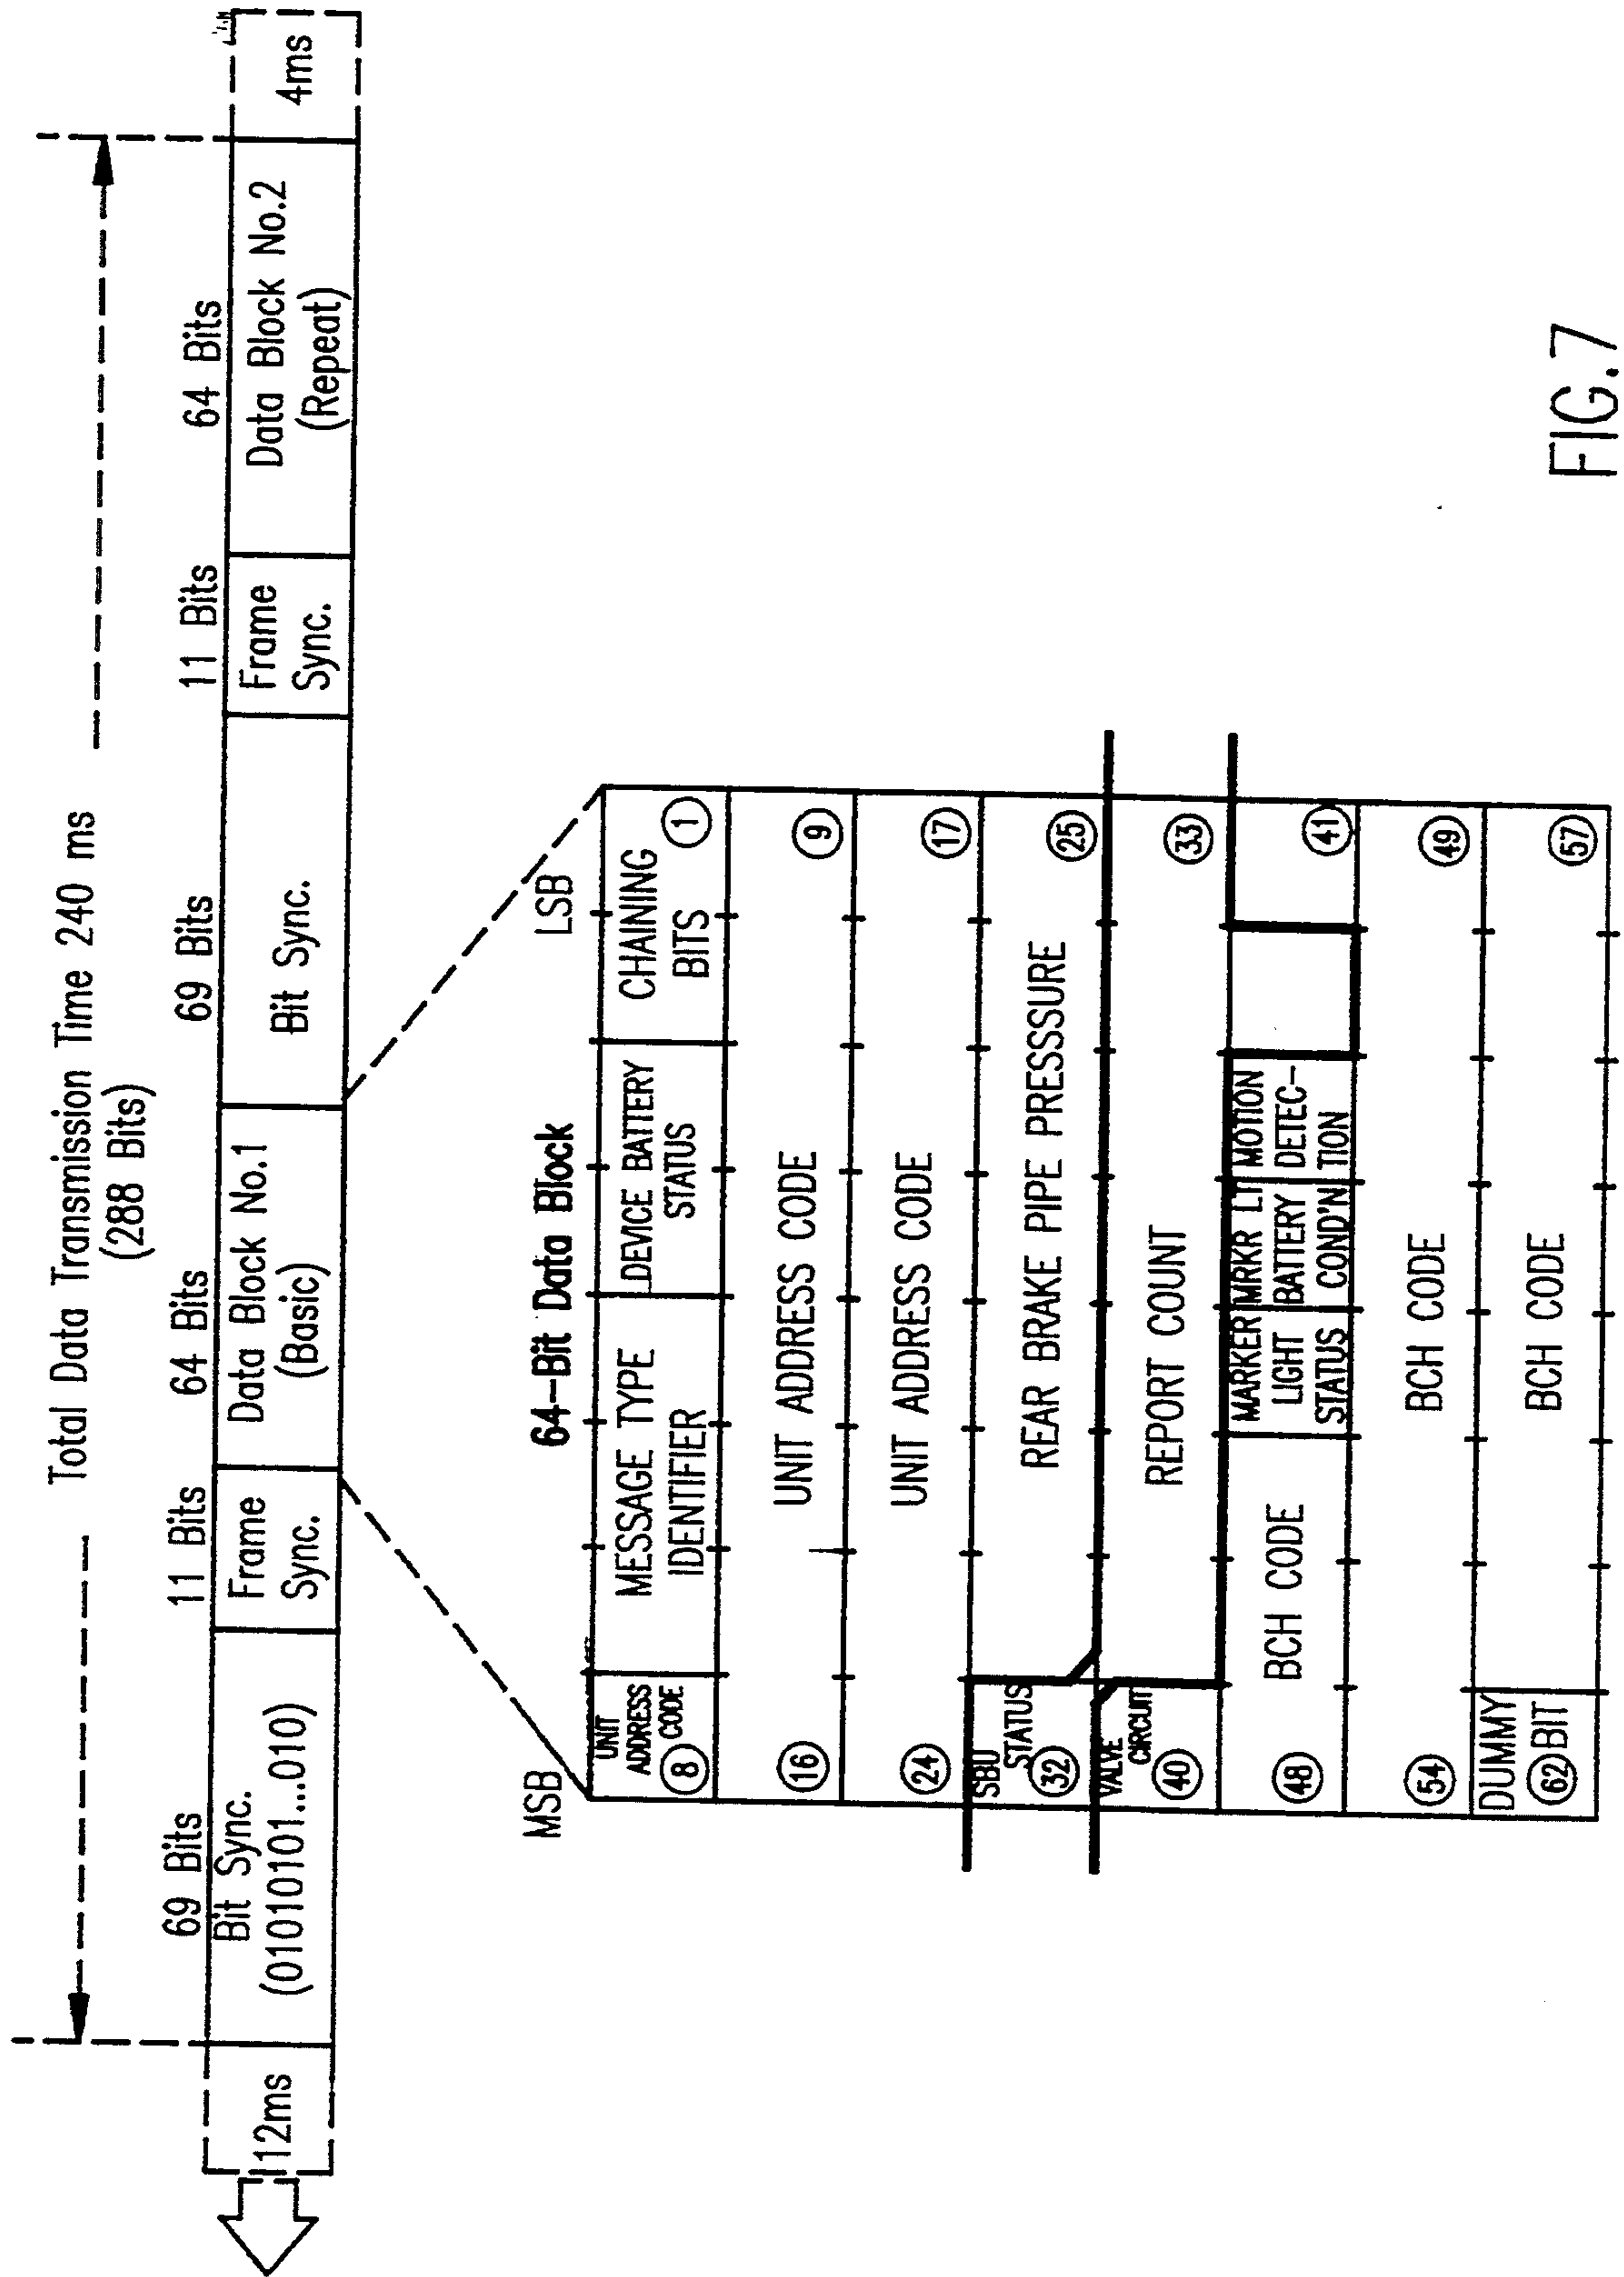 Total Data Transmission Time 240 ms
(288 Bits)
69 Bits
11 Bits
64 Bits
69 Bits
11 Bits
64 Bits
12ms
Bit Sync.
(01010101...010)
Frame
Sync.
Data Block No.1
(Basic)
Bit Sync.
Frame
Sync.
Data Block No.2
(Repeat)
4ms
64-Bit Data Block
MSB
LSB
UNIT
ADDRESS
CODE
8
MESSAGE TYPE
IDENTIFIER
DEVICE BATTERY
STATUS
CHAINING
BITS
1
16
UNIT ADDRESS CODE
9
24
UNIT ADDRESS CODE
17
SBU
STATUS
32
REAR BRAKE PIPE PRESSSURE
25
VALVE
CIRCUIT
40
REPORT COUNT
33
48
BCH CODE
MARKER
LIGHT
STATUS
MRKR LT
BATTERY
COND'N
MOTION
DETEC-
TION
41
54
BCH CODE
49
DUMMY
62 BIT
BCH CODE
57
FIG.7